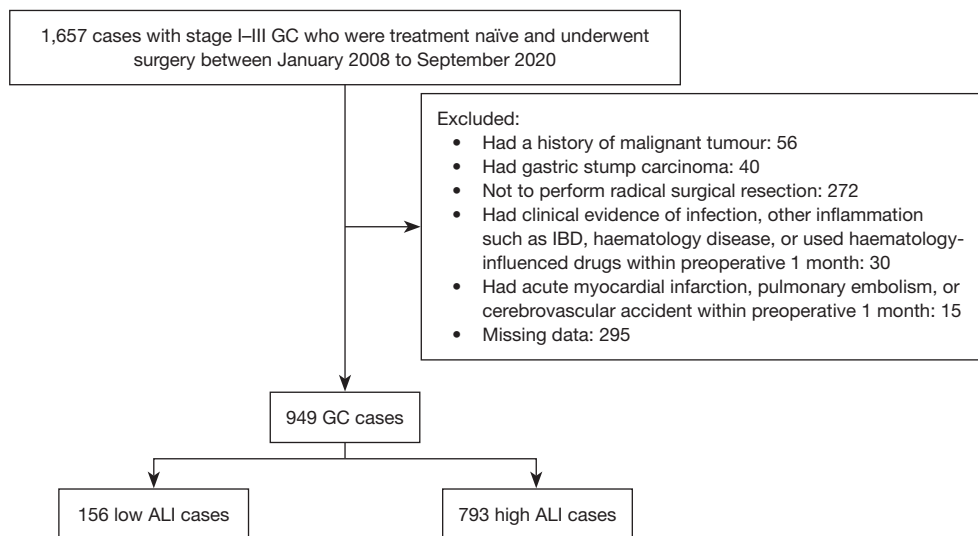 1,657 cases with stage I–III GC who were treatment naïve and underwent
surgery between January 2008 to September 2020
Excluded:
• Had a history of malignant tumour: 56
• Had gastric stump carcinoma: 40
• Not to perform radical surgical resection: 272
• Had clinical evidence of infection, other inflammation
such as IBD, haematology disease, or used haematology-
influenced drugs within preoperative 1 month: 30
• Had acute myocardial infarction, pulmonary embolism, or
cerebrovascular accident within preoperative 1 month: 15
• Missing data: 295
949 GC cases
156 low ALI cases
793 high ALI cases